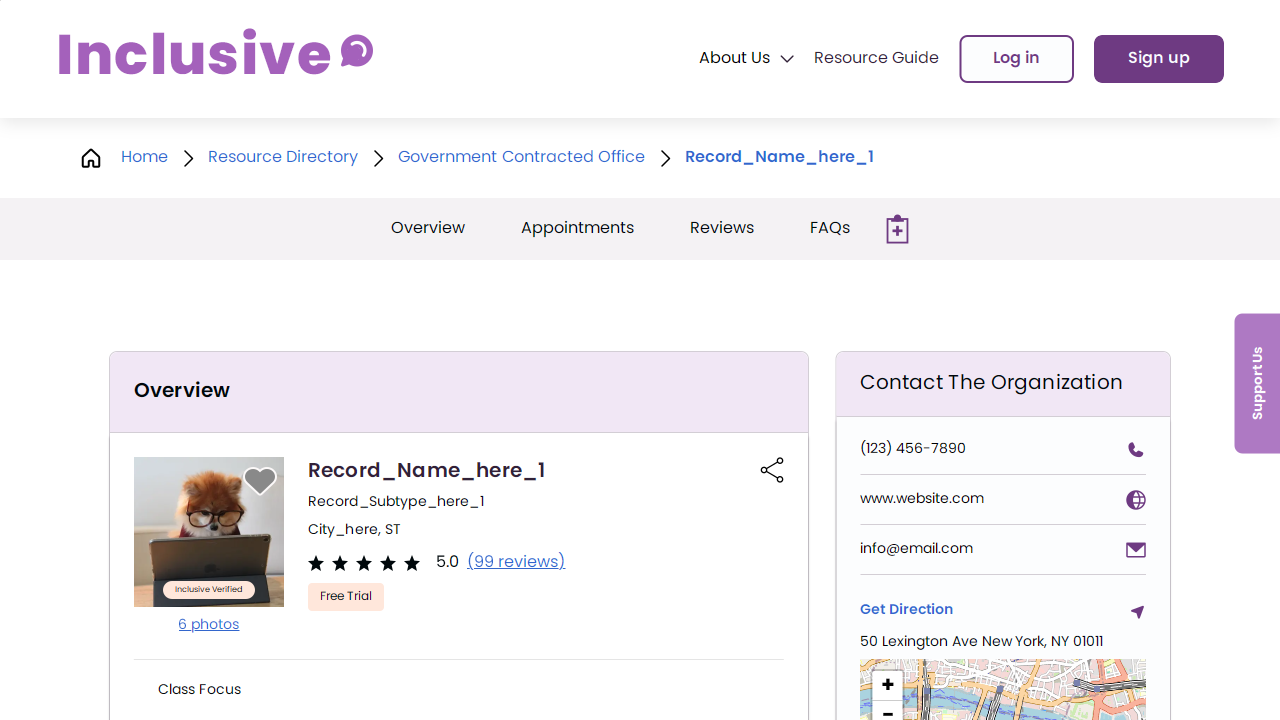 Inclusive
About Us
Resource Guide
Log in
Sign up
Home
Resource Directory
Government Contracted Office
Record_Name_here_1
Overview
Appointments
Reviews
FAQs
Support Us
Overview
Inclusive Verified
6 photos
Record_Name_here_1
Record_Subtype_here_1
City_here, ST
5.0 (99 reviews)
Free Trial
Class Focus
Contact The Organization
(123) 456-7890
www.website.com
info@email.com
Get Direction
50 Lexington Ave New York, NY 01011
+
−